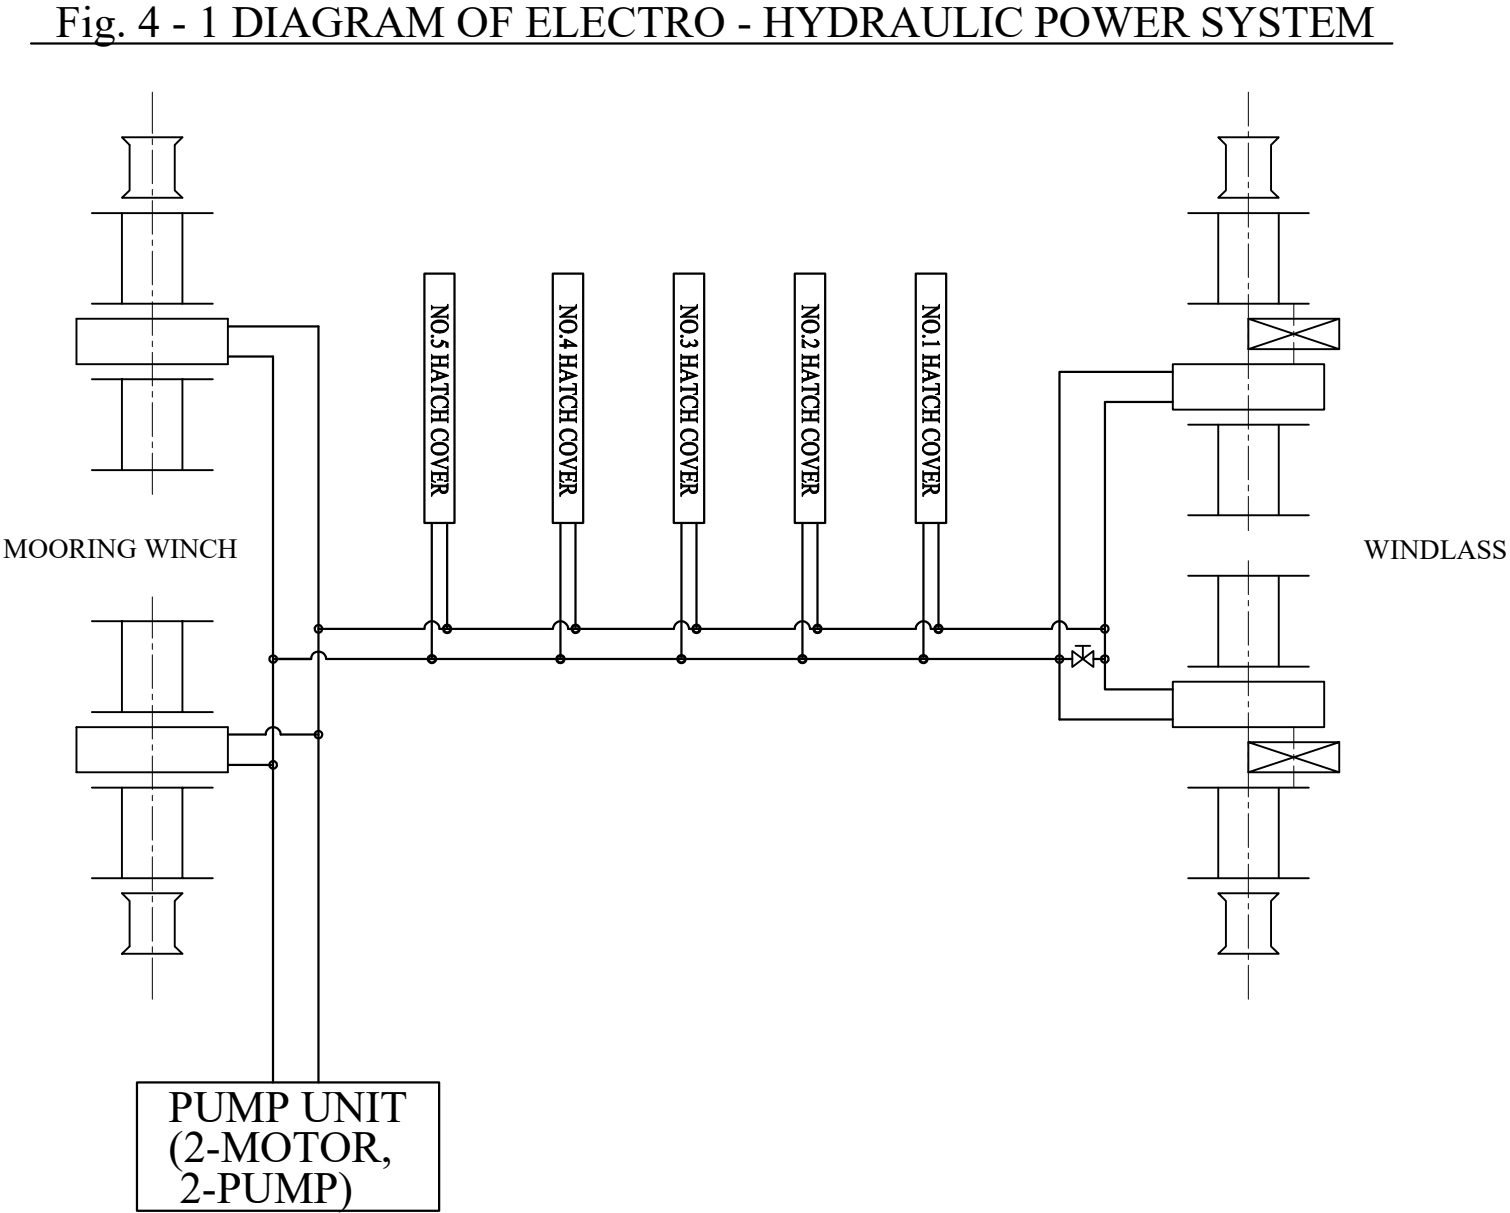 Fig. 4 - 1 DIAGRAM OF ELECTRO - HYDRAULIC POWER SYSTEM
NO.5 HATCH COVER
NO.4 HATCH COVER
NO.3 HATCH COVER
NO.2 HATCH COVER
NO.1 HATCH COVER
MOORING WINCH
WINDLASS
PUMP UNIT
(2-MOTOR,
2-PUMP)